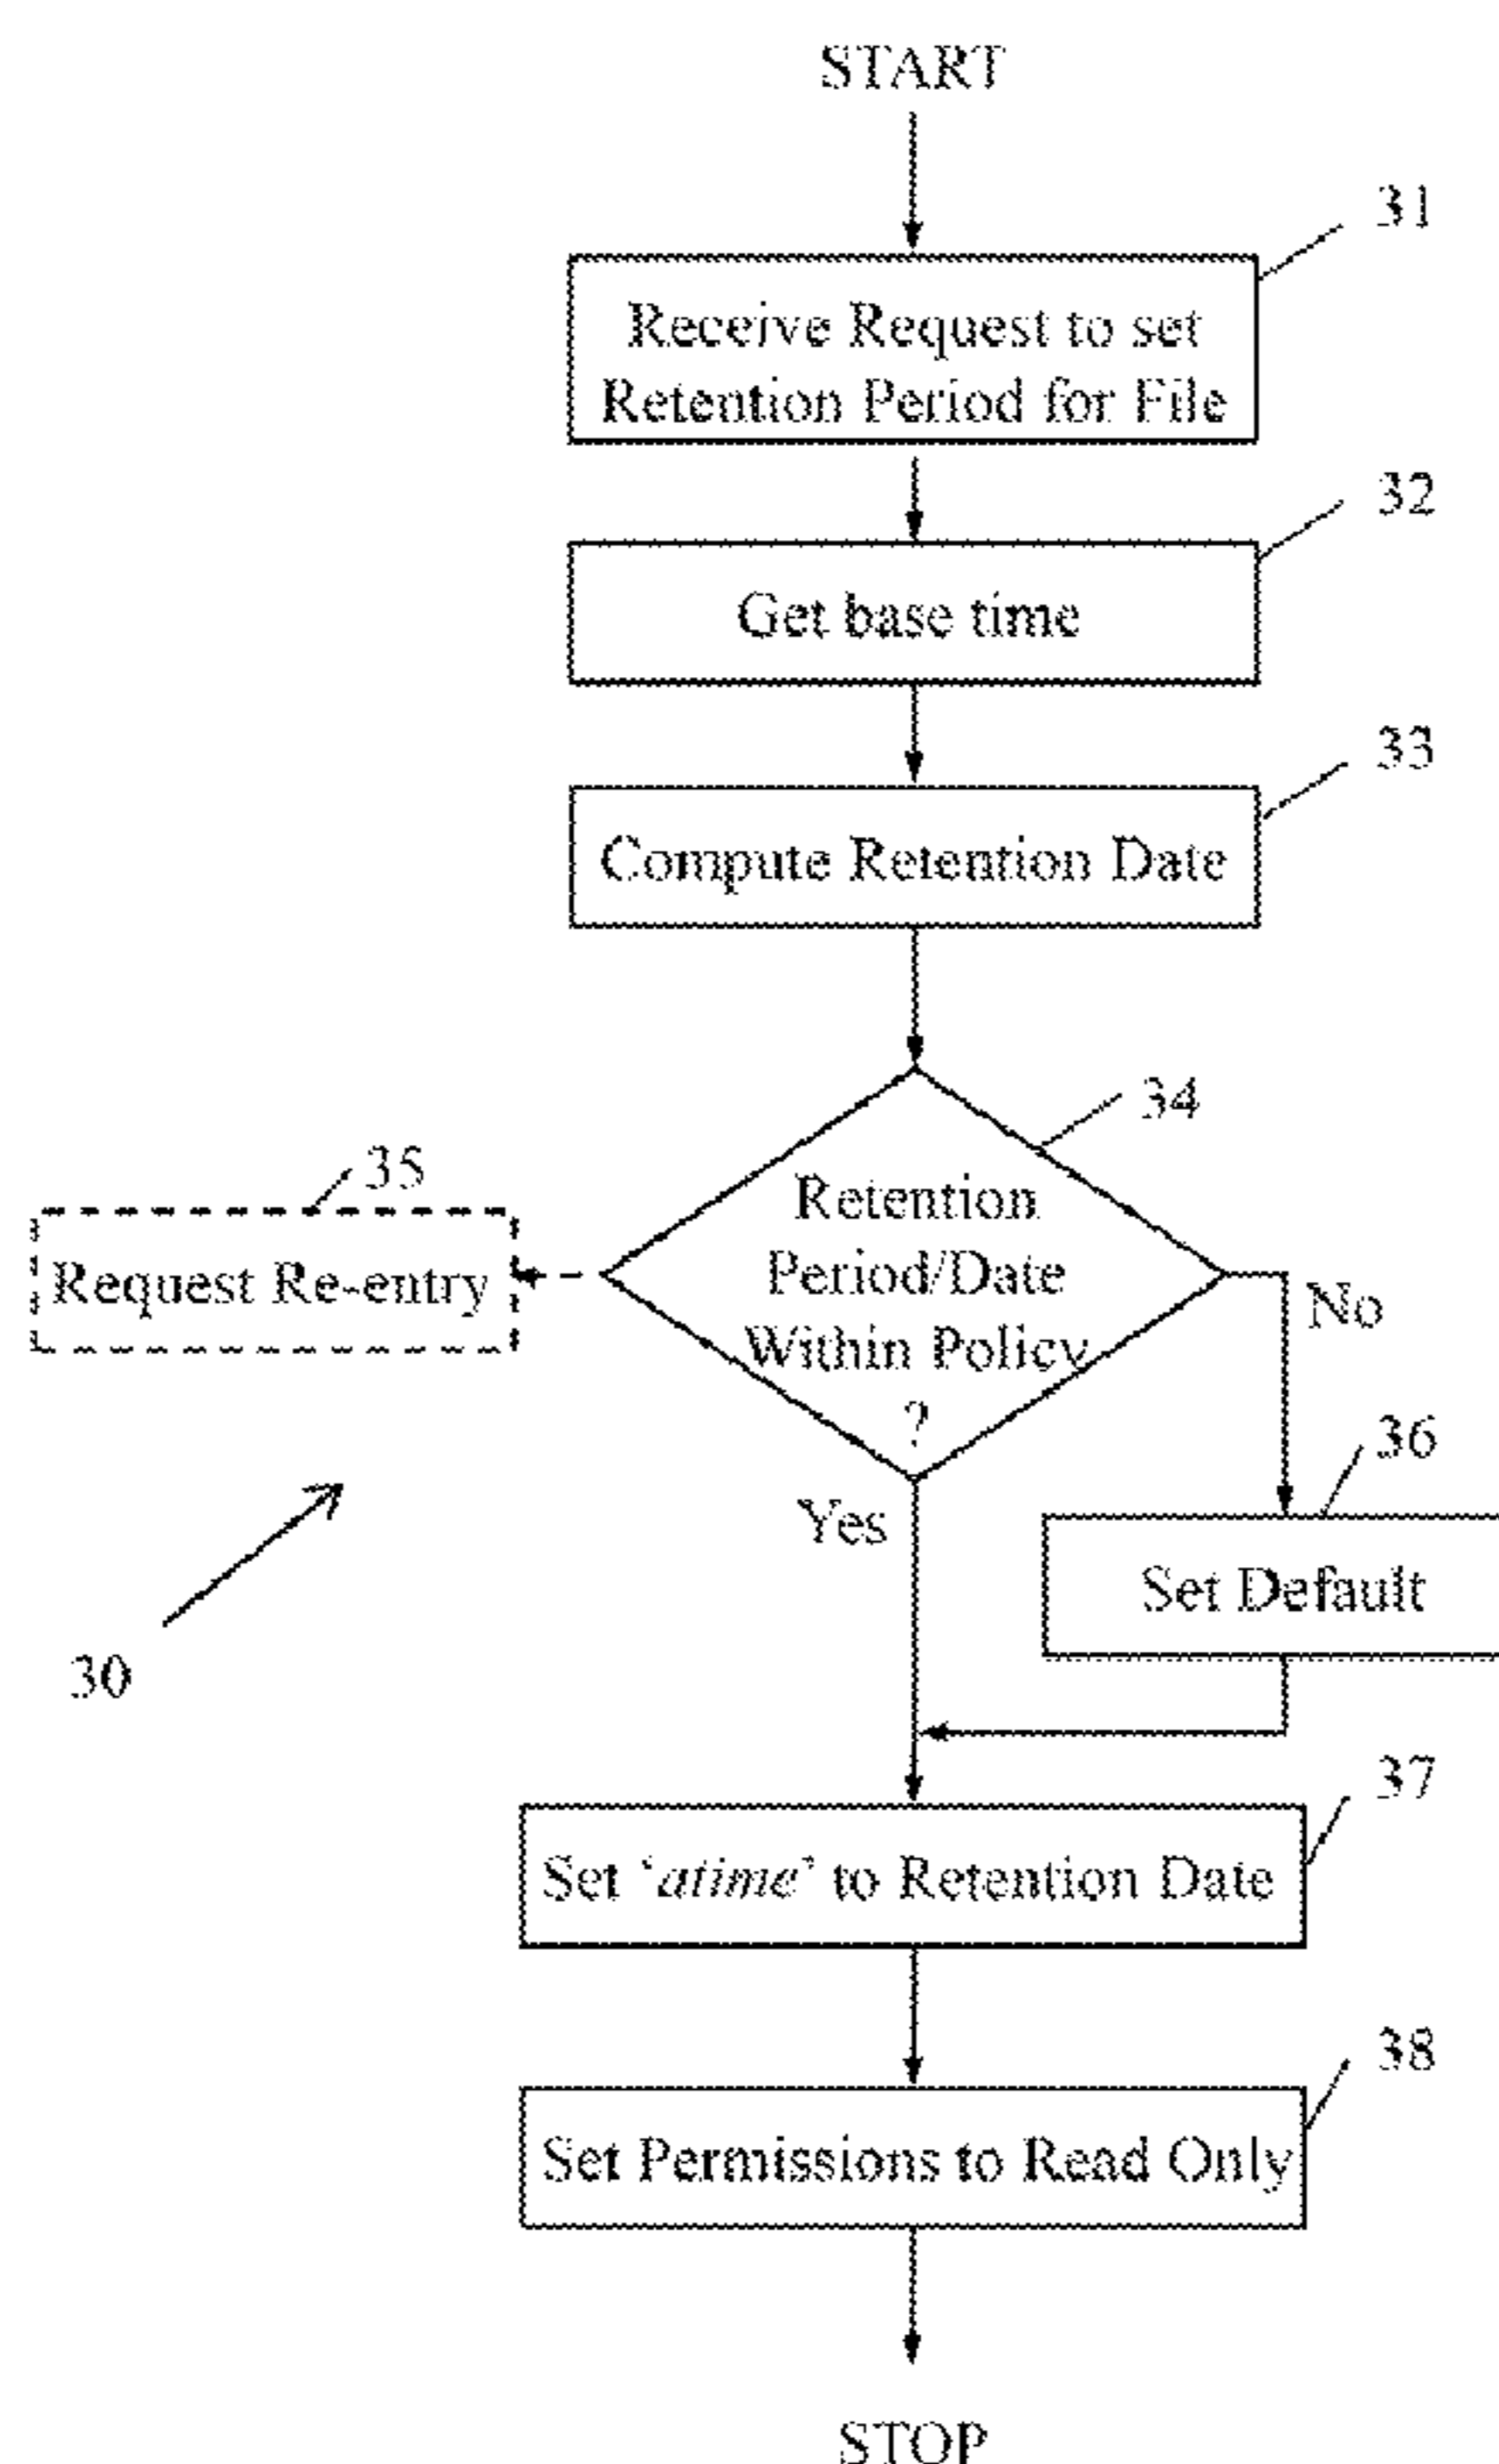 START
31
Receive Request to set
Retention Period for File
32
Get base time
33
Compute Retention Date
34
Retention
Period/Date
Within Policy
?
35
Request Re-entry
No
Yes
36
Set Default
30
37
Set ‘atime’ to Retention Date
38
Set Permissions to Read Only
STOP